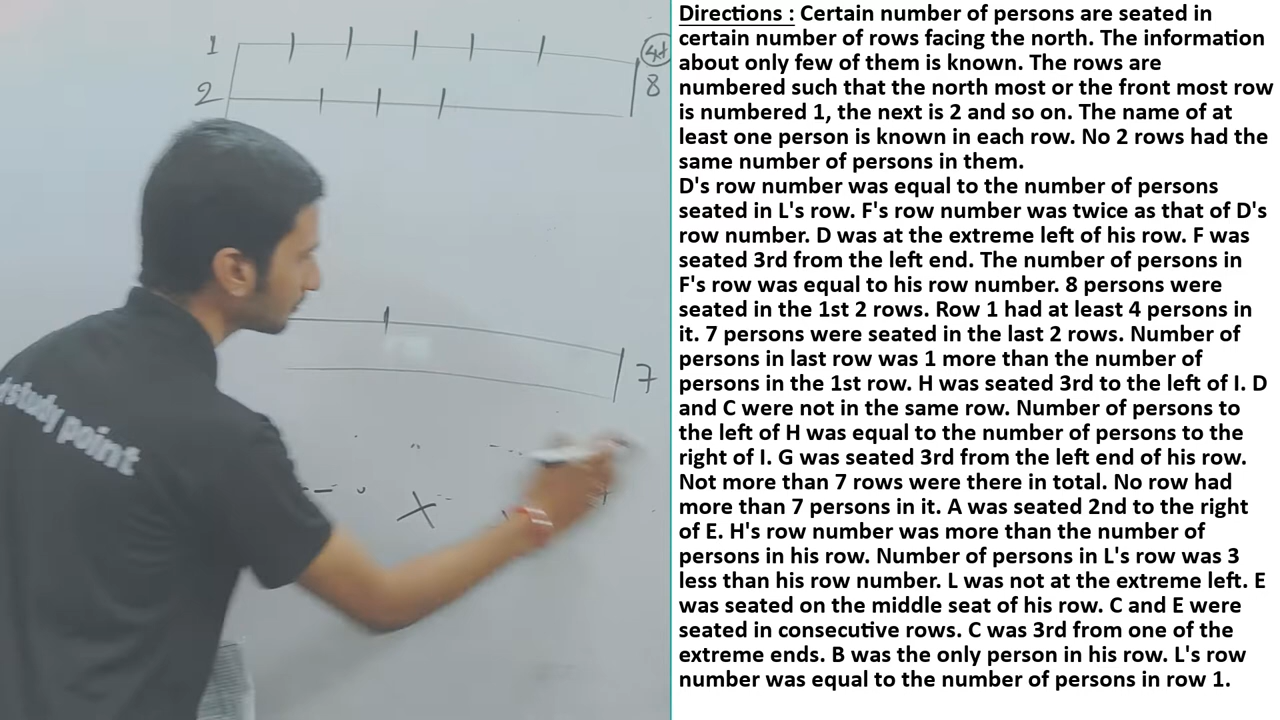 Directions : Certain number of persons are seated in
certain number of rows facing the north. The information
about only few of them is known. The rows are
numbered such that the north most or the front most row
is numbered 1, the next is 2 and so on. The name of at
least one person is known in each row. No 2 rows had the
same number of persons in them.
D's row number was equal to the number of persons
seated in L's row. F's row number was twice as that of D's
row number. D was at the extreme left of his row. F was
seated 3rd from the left end. The number of persons in
F's row was equal to his row number. 8 persons were
seated in the 1st 2 rows. Row 1 had at least 4 persons in
it. 7 persons were seated in the last 2 rows. Number of
persons in last row was 1 more than the number of
persons in the 1st row. H was seated 3rd to the left of I. D
and C were not in the same row. Number of persons to
the left of H was equal to the number of persons to the
right of I. G was seated 3rd from the left end of his row.
Not more than 7 rows were there in total. No row had
more than 7 persons in it. A was seated 2nd to the right
of E. H's row number was more than the number of
persons in his row. Number of persons in L's row was 3
less than his row number. L was not at the extreme left. E
was seated on the middle seat of his row. C and E were
seated in consecutive rows. C was 3rd from one of the
extreme ends. B was the only person in his row. L's row
number was equal to the number of persons in row 1.
1
2
8
7
study point